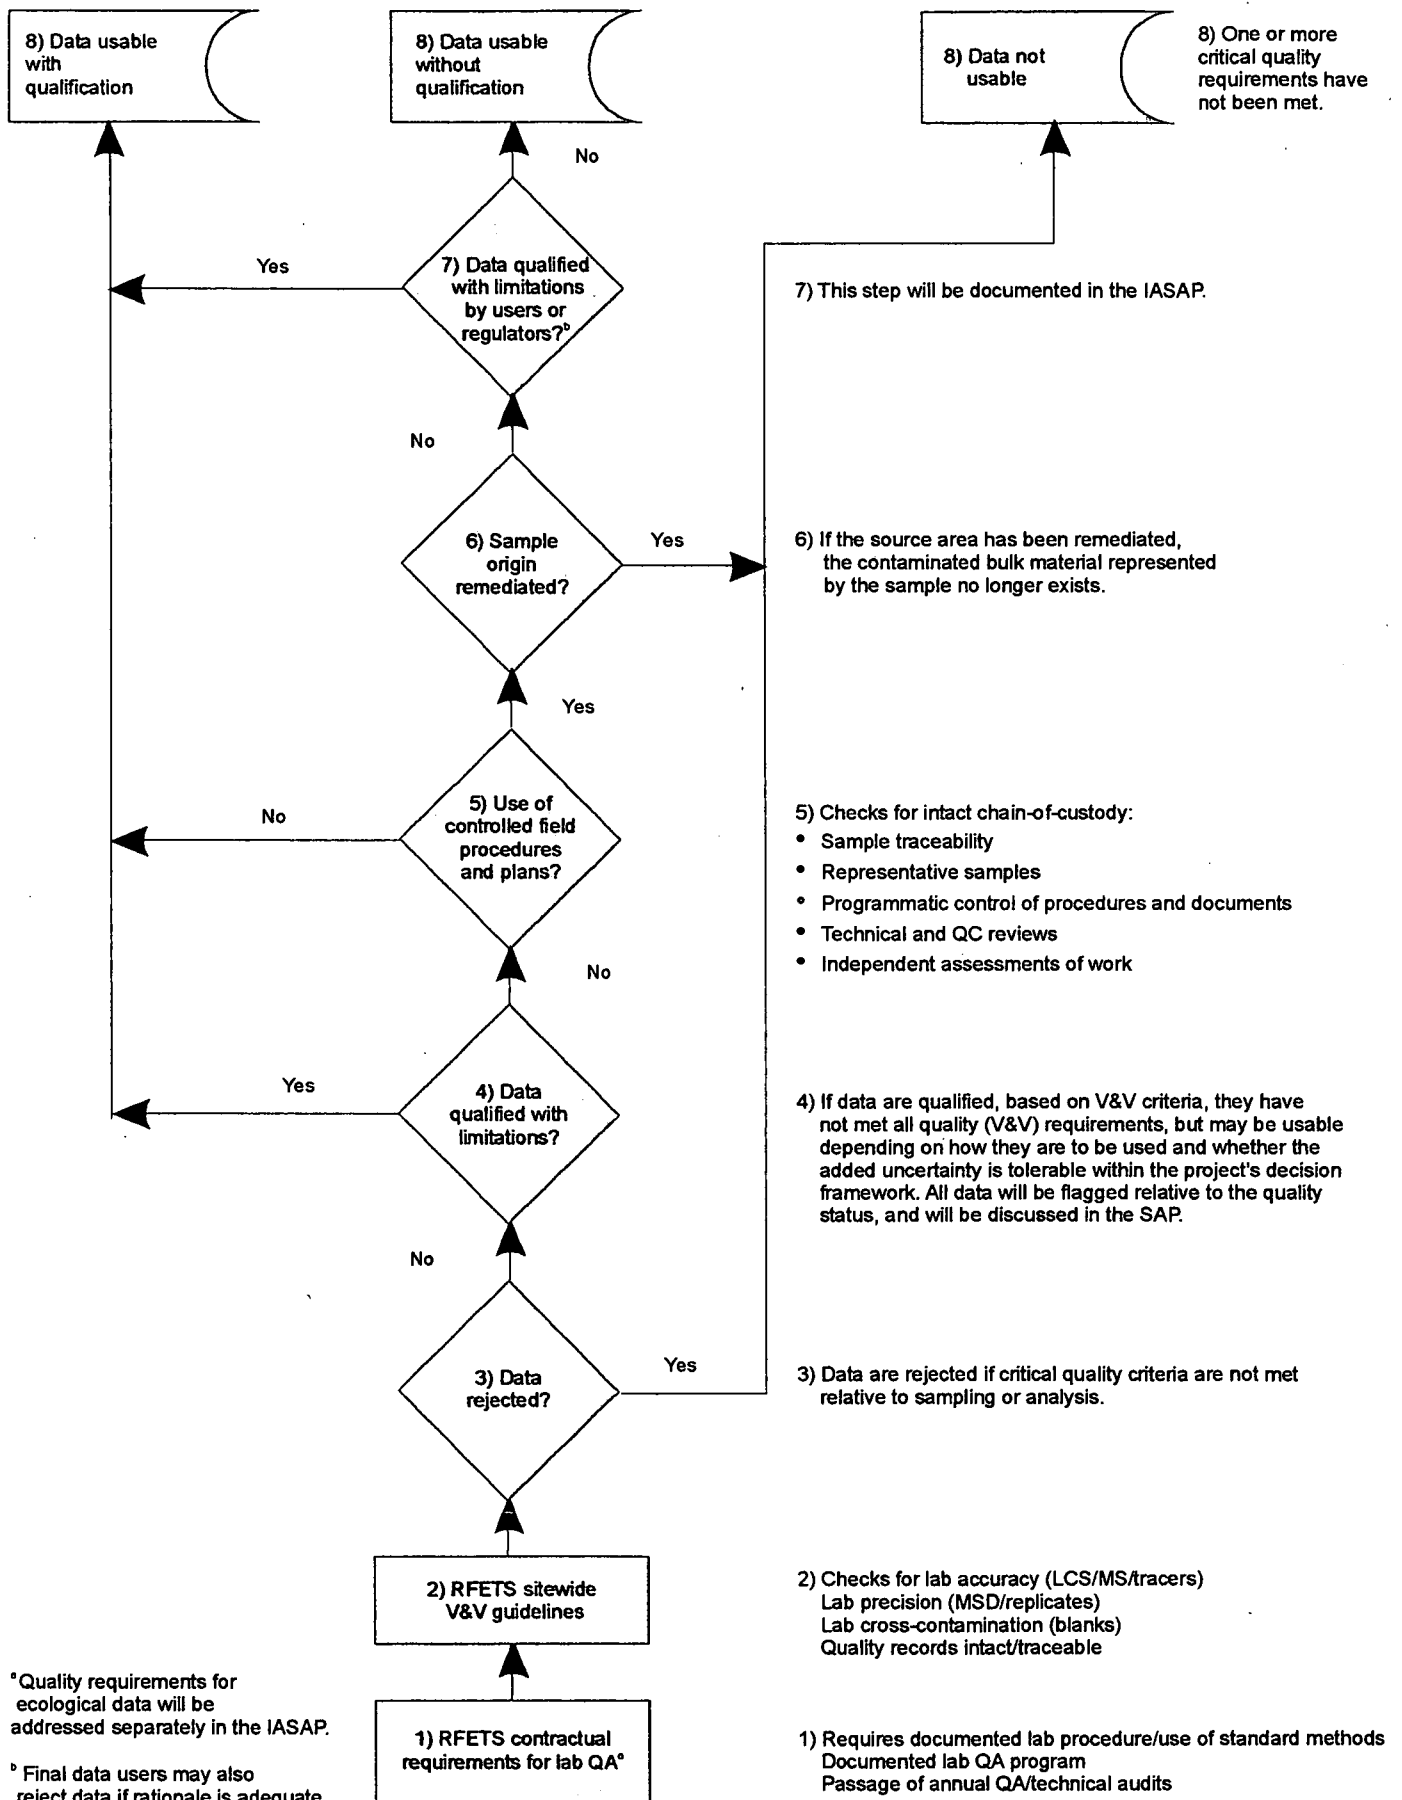 8) Data usable
with
qualification
8) Data usable
without
qualification
8) Data not
usable
8) One or more
critical quality
requirements have
not been met.
No
Yes
7) Data qualified
with limitations
by users or
regulators?ᵇ
7) This step will be documented in the IASAP.
No
6) Sample
origin
remediated?
Yes
6) If the source area has been remediated,
the contaminated bulk material represented
by the sample no longer exists.
Yes
No
5) Use of
controlled field
procedures
and plans?
5) Checks for intact chain-of-custody:
• Sample traceability
• Representative samples
• Programmatic control of procedures and documents
• Technical and QC reviews
• Independent assessments of work
No
Yes
4) Data
qualified with
limitations?
4) If data are qualified, based on V&V criteria, they have
not met all quality (V&V) requirements, but may be usable
depending on how they are to be used and whether the
added uncertainty is tolerable within the project's decision
framework. All data will be flagged relative to the quality
status, and will be discussed in the SAP.
No
3) Data
rejected?
Yes
3) Data are rejected if critical quality criteria are not met
relative to sampling or analysis.
2) RFETS sitewide
V&V guidelines
2) Checks for lab accuracy (LCS/MS/tracers)
Lab precision (MSD/replicates)
Lab cross-contamination (blanks)
Quality records intact/traceable
1) RFETS contractual
requirements for lab QAᵃ
1) Requires documented lab procedure/use of standard methods
Documented lab QA program
Passage of annual QA/technical audits
ᵃ Quality requirements for
ecological data will be
addressed separately in the IASAP.
ᵇ Final data users may also
reject data if rationale is adequate